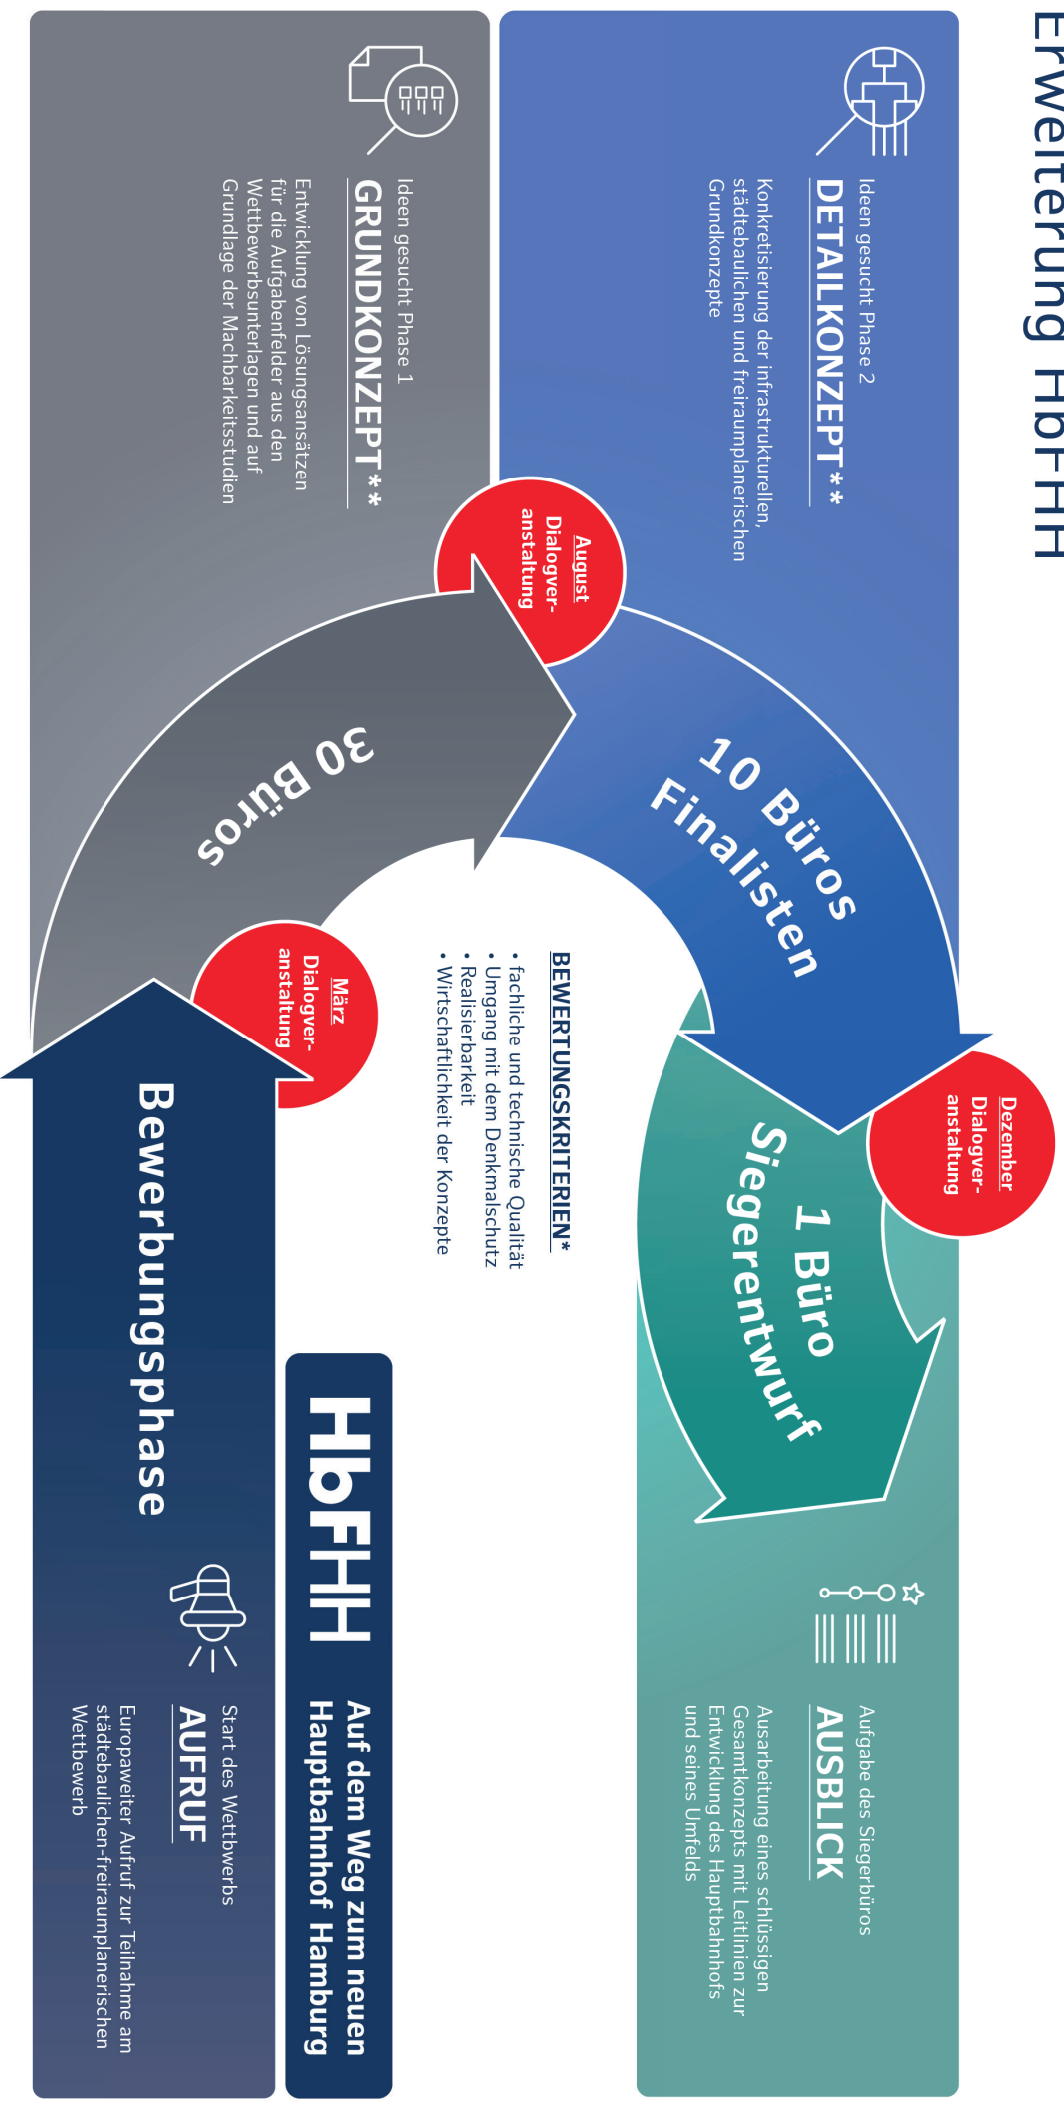 Erweiterung HbFHH
Ideen gesucht Phase 2
DETAILKONZEPT**
Konkretisierung der infrastrukturellen,
städtebaulichen und freiraumplanerischen
Grundkonzepte
10 Büros
Finalisten
Dezember
Dialogver-
anstaltung
1 Büro
Siegerentwurf
Aufgabe des Siegerbüros
AUSBLICK
Ausarbeitung eines schlüssigen
Gesamtkonzepts mit Leitlinien zur
Entwicklung des Hauptbahnhofs
und seines Umfelds
August
Dialogver-
anstaltung
BEWERTUNGSKRITERIEN*
• fachliche und technische Qualität
• Umgang mit dem Denkmalschutz
• Realisierbarkeit
• Wirtschaftlichkeit der Konzepte
Ideen gesucht Phase 1
GRUNDKONZEPT**
Entwicklung von Lösungsansätzen
für die Aufgabenfelder aus den
Wettbewerbsunterlagen und auf
Grundlage der Machbarkeitsstudien
30 Büros
März
Dialogver-
anstaltung
HbFHH
Auf dem Weg zum neuen
Hauptbahnhof Hamburg
Bewerbungsphase
Start des Wettbwerbs
AUFRUF
Europaweiter Aufruf zur Teilnahme am
städtebaulichen-freiraumplanerischen
Wettbewerb